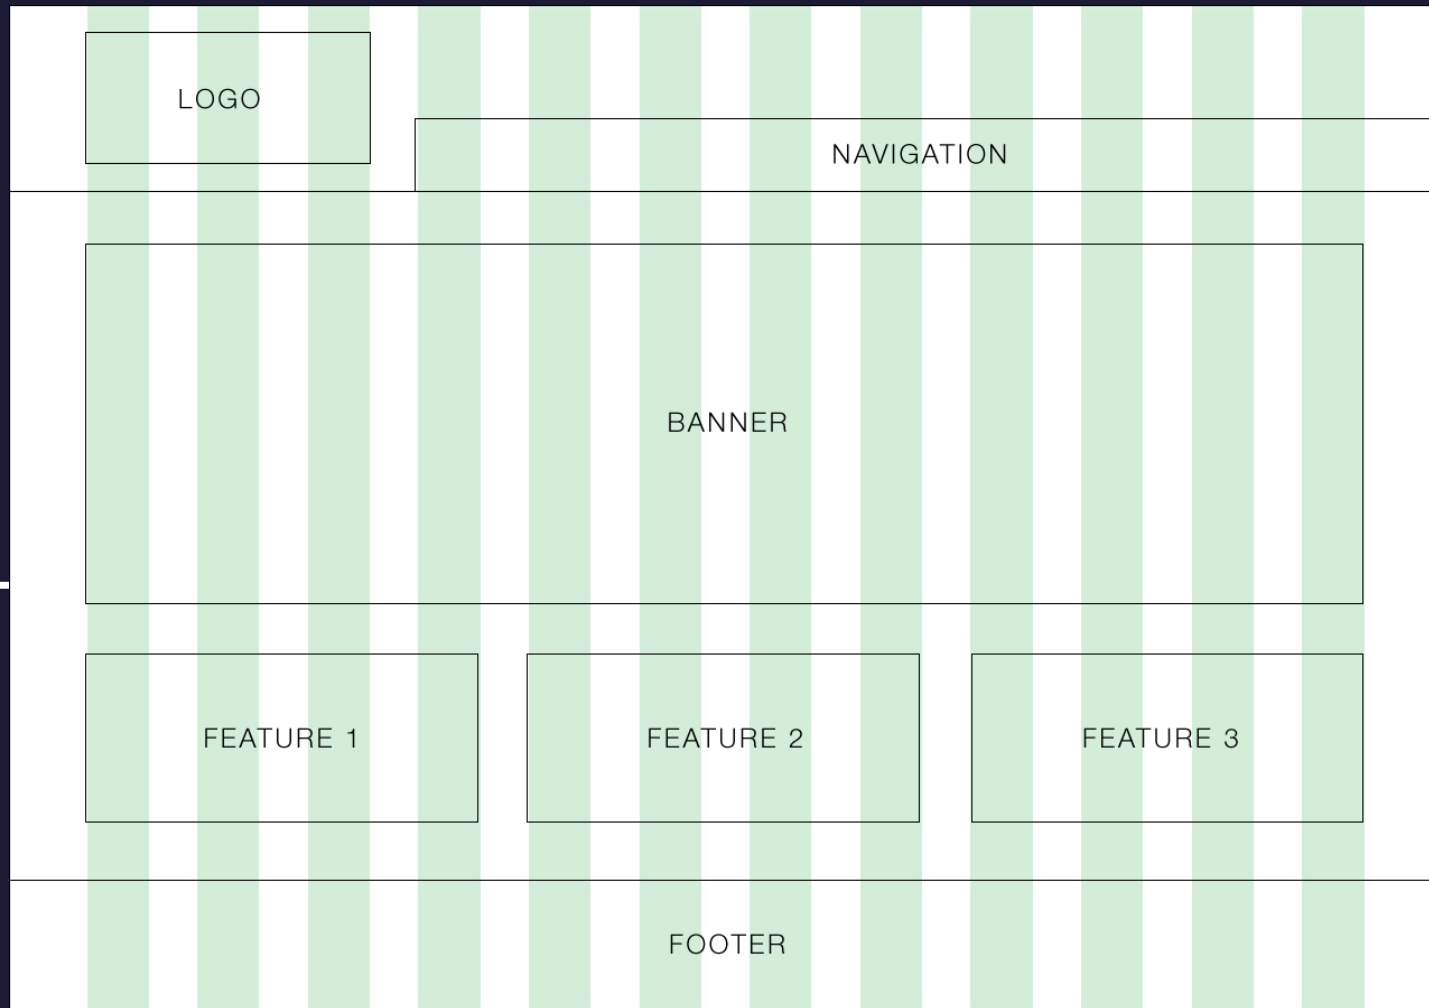 LOGO
NAVIGATION
BANNER
FEATURE 1
FEATURE 2
FEATURE 3
FOOTER